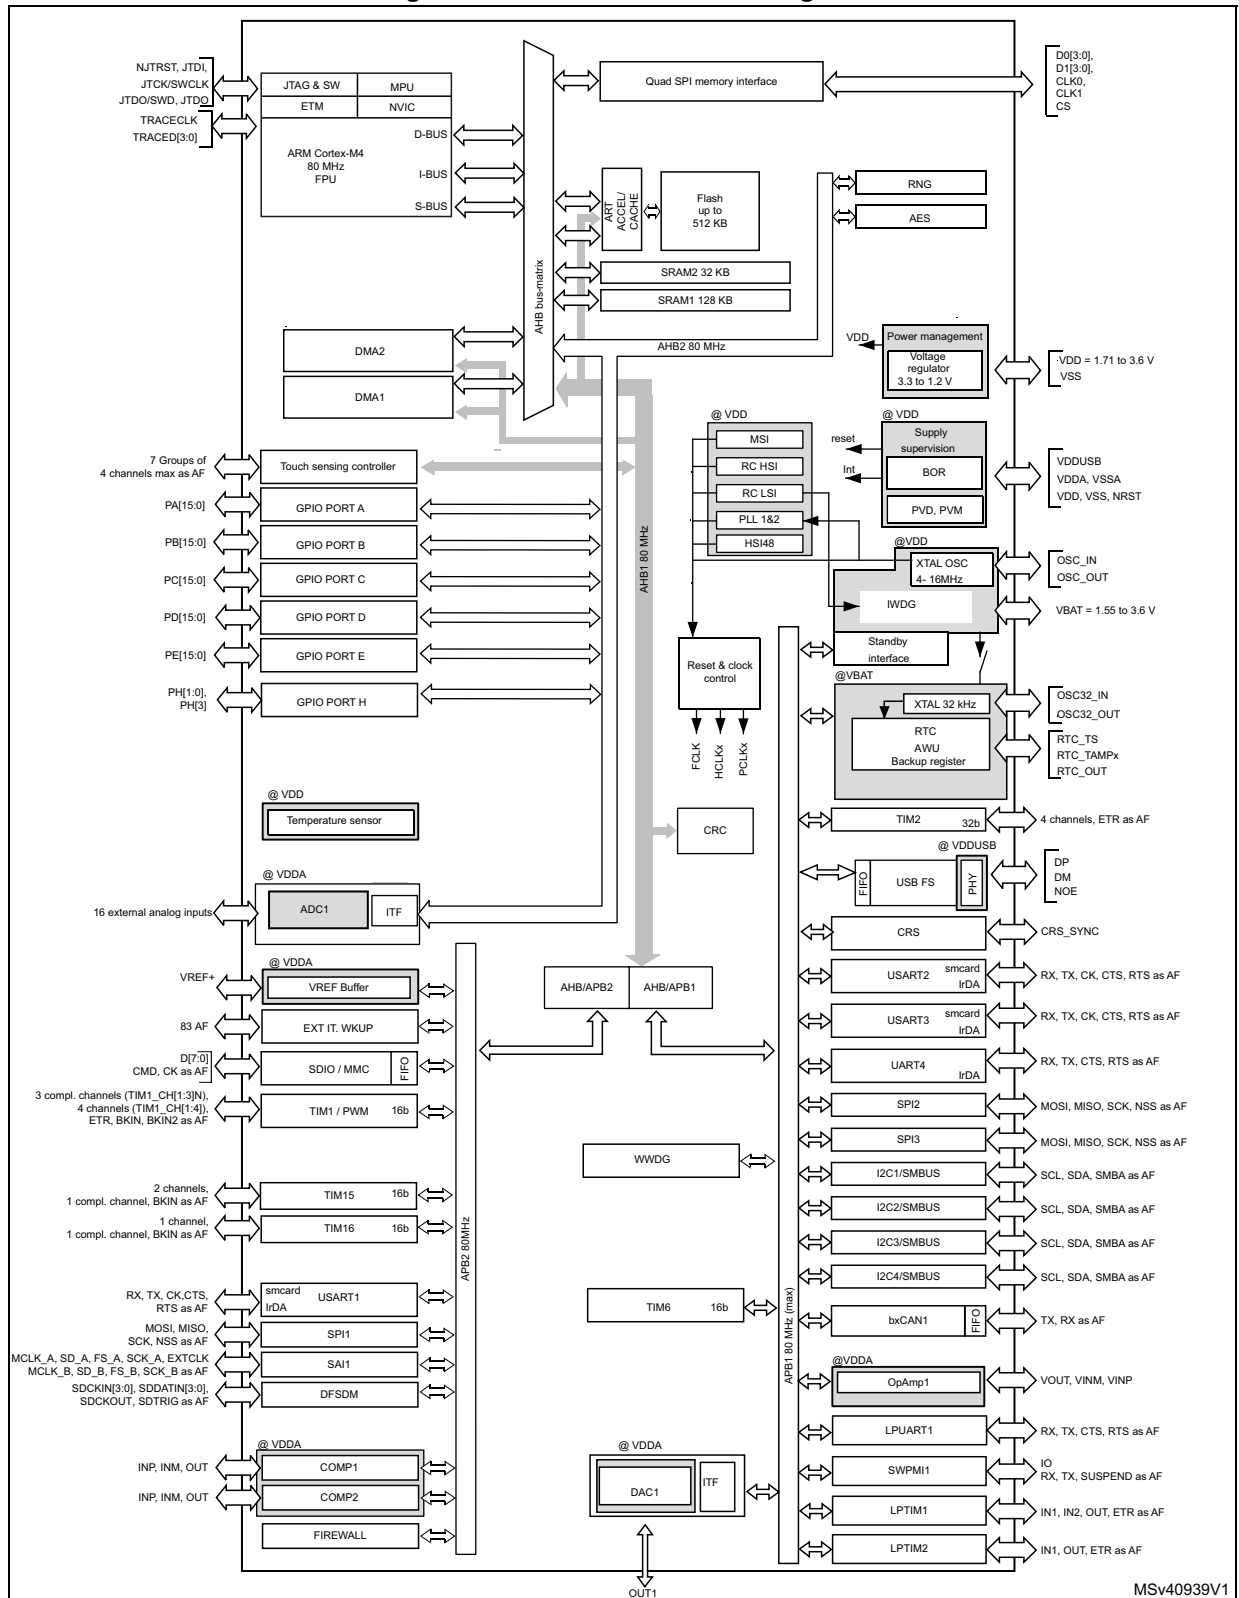 NJTRST, JTDI,
JTCK/SWCLK
JTDO/SWD, JTDO
TRACECLK
TRACED[3:0]
JTAG & SW
MPU
ETM
NVIC
ARM Cortex-M4
80 MHz
FPU
D-BUS
I-BUS
S-BUS
AHB bus-matrix
Quad SPI memory interface
D0[3:0],
D1[3:0],
CLK0,
CLK1
CS
ART
ACCEL/
CACHE
Flash
up to
512 KB
RNG
AES
SRAM2 32 KB
SRAM1 128 KB
AHB2 80 MHz
DMA2
DMA1
VDD
Power management
Voltage
regulator
3.3 to 1.2 V
VDD = 1.71 to 3.6 V
VSS
@ VDD
MSI
RC HSI
RC LSI
PLL 1&2
HSI48
@ VDD
reset
Int
Supply
supervision
BOR
PVD, PVM
VDDUSB
VDDA, VSSA
VDD, VSS, NRST
7 Groups of
4 channels max as AF
Touch sensing controller
PA[15:0]
GPIO PORT A
PB[15:0]
GPIO PORT B
PC[15:0]
GPIO PORT C
PD[15:0]
GPIO PORT D
PE[15:0]
GPIO PORT E
PH[1:0],
PH[3]
GPIO PORT H
AHB1 80 MHz
@VDD
XTAL OSC
4- 16MHz
IWDG
OSC_IN
OSC_OUT
VBAT = 1.55 to 3.6 V
Standby
interface
Reset & clock
control
FCLK
HCLKx
PCLKx
@VBAT
XTAL 32 kHz
RTC
AWU
Backup register
OSC32_IN
OSC32_OUT
RTC_TS
RTC_TAMPx
RTC_OUT
@ VDD
Temperature sensor
CRC
TIM2
32b
4 channels, ETR as AF
@ VDDUSB
FIFO
USB FS
PHY
DP
DM
NOE
@ VDDA
16 external analog inputs
ADC1
ITF
CRS
CRS_SYNC
@ VDDA
VREF+
VREF Buffer
AHB/APB2
AHB/APB1
USART2
smcard
IrDA
RX, TX, CK, CTS, RTS as AF
83 AF
EXT IT. WKUP
USART3
smcard
IrDA
RX, TX, CK, CTS, RTS as AF
D[7:0]
CMD, CK as AF
SDIO / MMC
FIFO
UART4
IrDA
RX, TX, CTS, RTS as AF
3 compl. channels (TIM1_CH[1:3]N),
4 channels (TIM1_CH[1:4]),
ETR, BKIN, BKIN2 as AF
TIM1 / PWM
16b
SPI2
MOSI, MISO, SCK, NSS as AF
SPI3
MOSI, MISO, SCK, NSS as AF
WWDG
I2C1/SMBUS
SCL, SDA, SMBA as AF
2 channels,
1 compl. channel, BKIN as AF
TIM15
16b
I2C2/SMBUS
SCL, SDA, SMBA as AF
1 channel,
1 compl. channel, BKIN as AF
TIM16
16b
APB2 80MHz
I2C3/SMBUS
SCL, SDA, SMBA as AF
I2C4/SMBUS
SCL, SDA, SMBA as AF
RX, TX, CK,CTS,
RTS as AF
smcard
IrDA
USART1
TIM6
16b
APB1 80 MHz (max)
bxCAN1
FIFO
TX, RX as AF
MOSI, MISO,
SCK, NSS as AF
SPI1
MCLK_A, SD_A, FS_A, SCK_A, EXTCLK
MCLK_B, SD_B, FS_B, SCK_B as AF
SAI1
@VDDA
OpAmp1
VOUT, VINM, VINP
SDCKIN[3:0], SDDATIN[3:0],
SDCKOUT, SDTRIG as AF
DFSDM
LPUART1
RX, TX, CTS, RTS as AF
@ VDDA
INP, INM, OUT
COMP1
INP, INM, OUT
COMP2
FIREWALL
@ VDDA
DAC1
ITF
OUT1
SWPMI1
IO
RX, TX, SUSPEND as AF
LPTIM1
IN1, IN2, OUT, ETR as AF
LPTIM2
IN1, OUT, ETR as AF
MSv40939V1